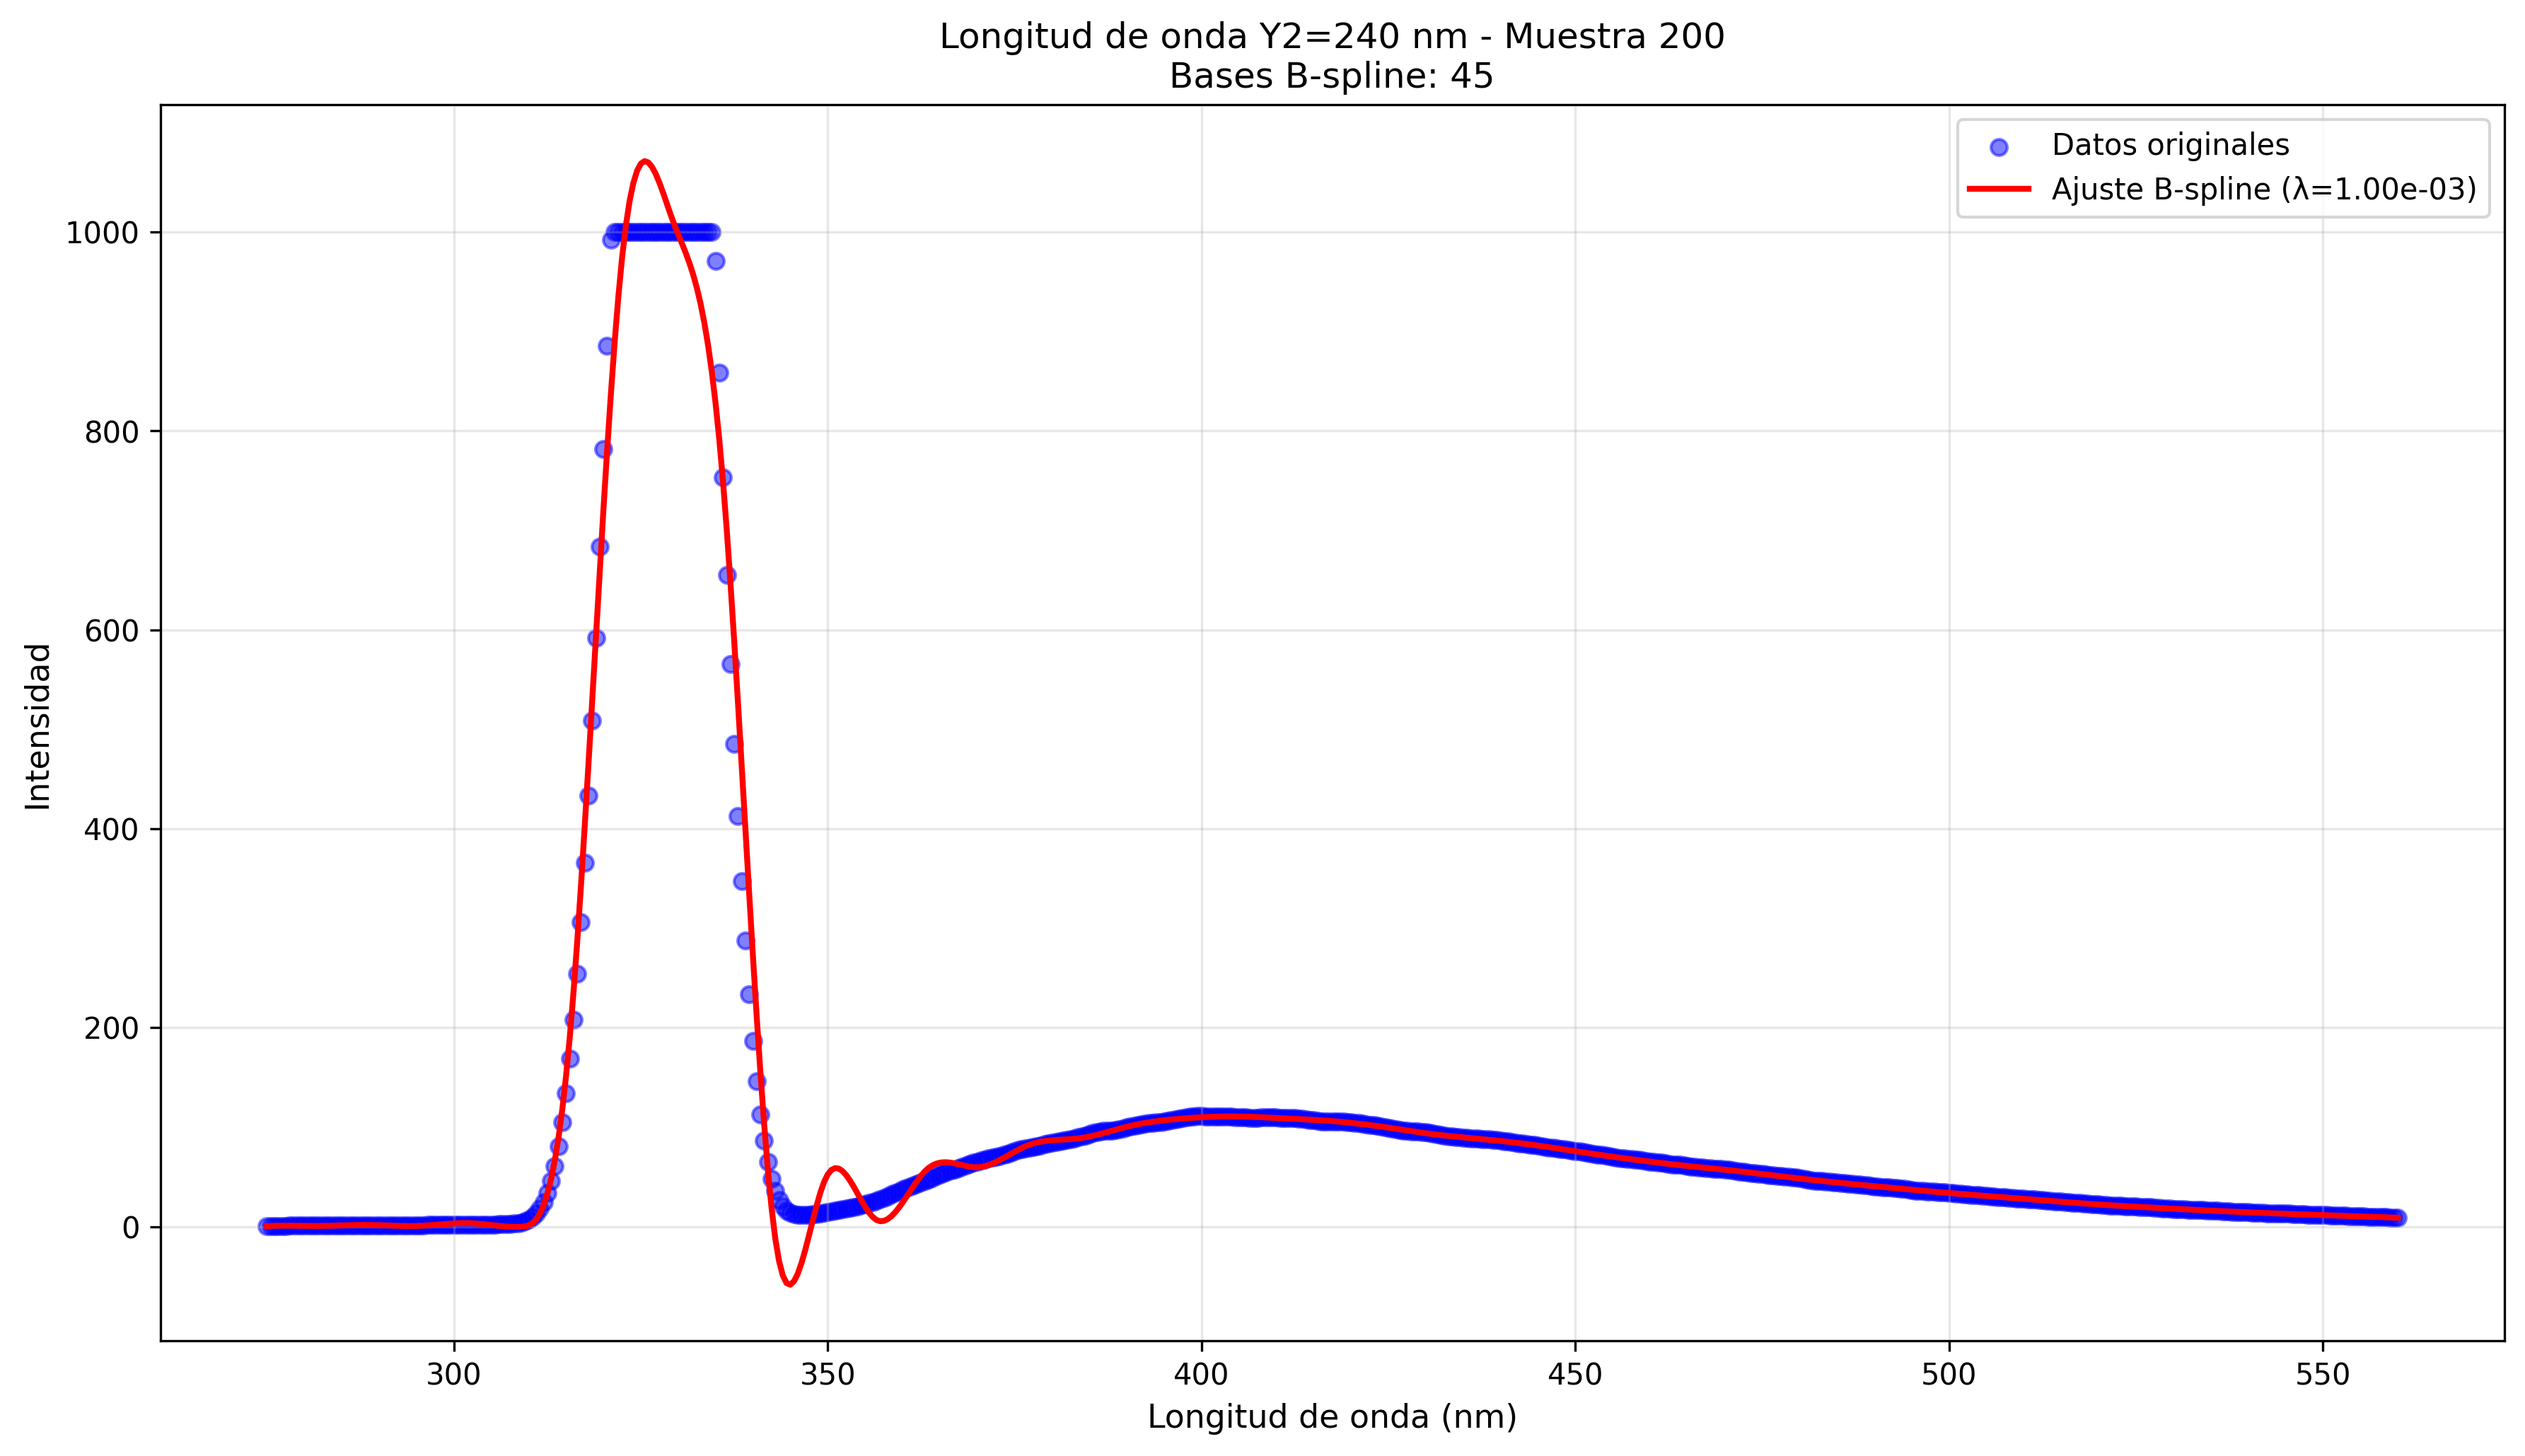 Longitud de onda Y2=240 nm - Muestra 200
Bases B-spline: 45
Datos originales
Ajuste B-spline (λ=1.00e-03)
Intensidad
1000
800
600
400
200
0
300
350
400
450
500
550
Longitud de onda (nm)